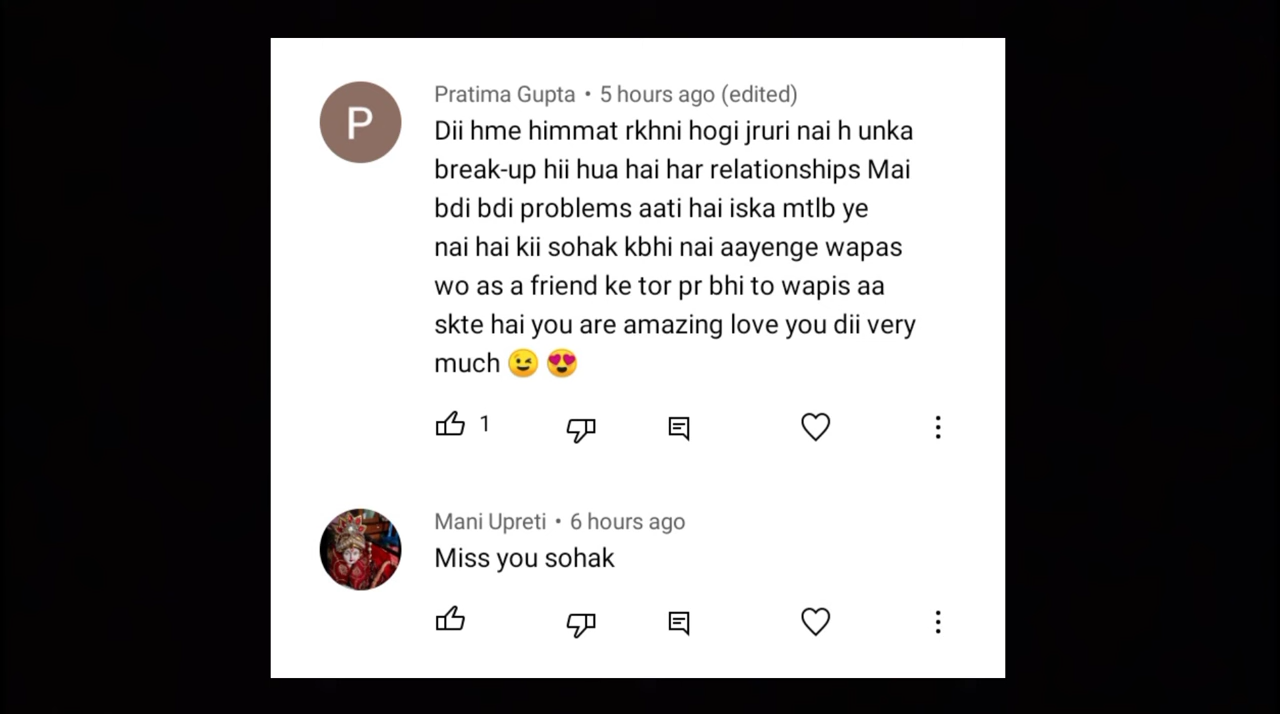 P
Pratima Gupta • 5 hours ago (edited)
Dii hme himmat rkhni hogi jruri nai h unka
break-up hii hua hai har relationships Mai
bdi bdi problems aati hai iska mtlb ye
nai hai kii sohak kbhi nai aayenge wapas
wo as a friend ke tor pr bhi to wapis aa
skte hai you are amazing love you dii very
much 😉 😍
1
Mani Upreti • 6 hours ago
Miss you sohak